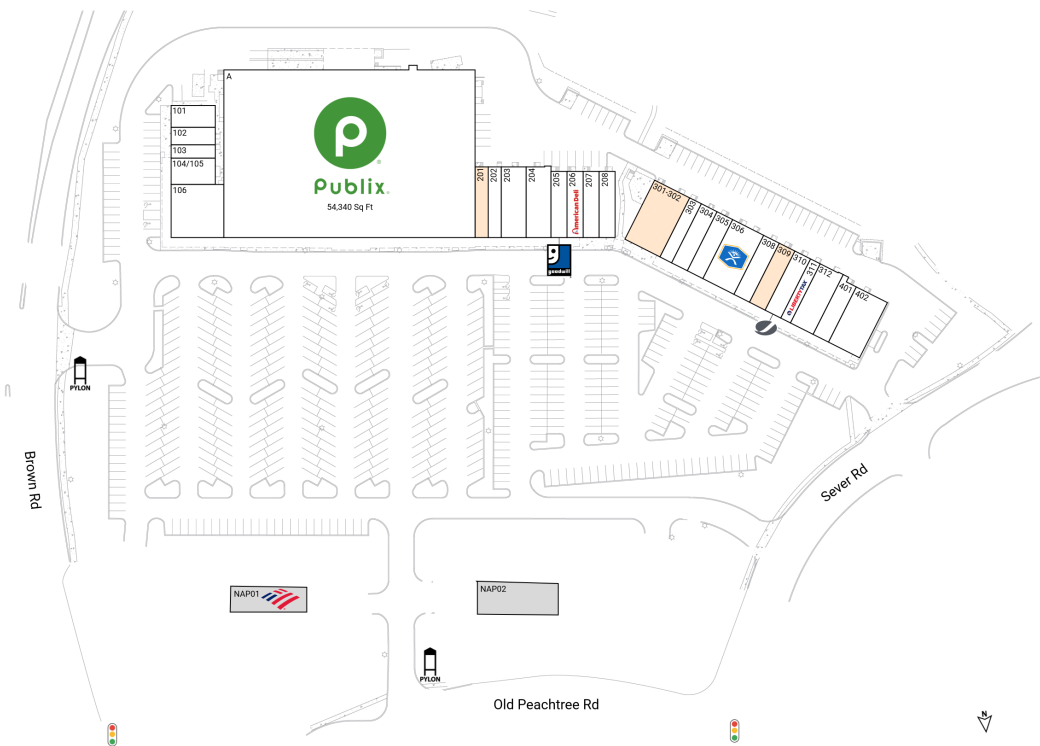 A
Publix
54,340 Sq Ft
101
102
103
104/105
106
201
202
203
204
205
206
American Deli
207
208
goodwill
301-302
303
304
305
306
308
309
310
LIBERTY TAX
311
312
401
402
PYLON
Brown Rd
Sever Rd
NAP01
NAP02
PYLON
Old Peachtree Rd
N